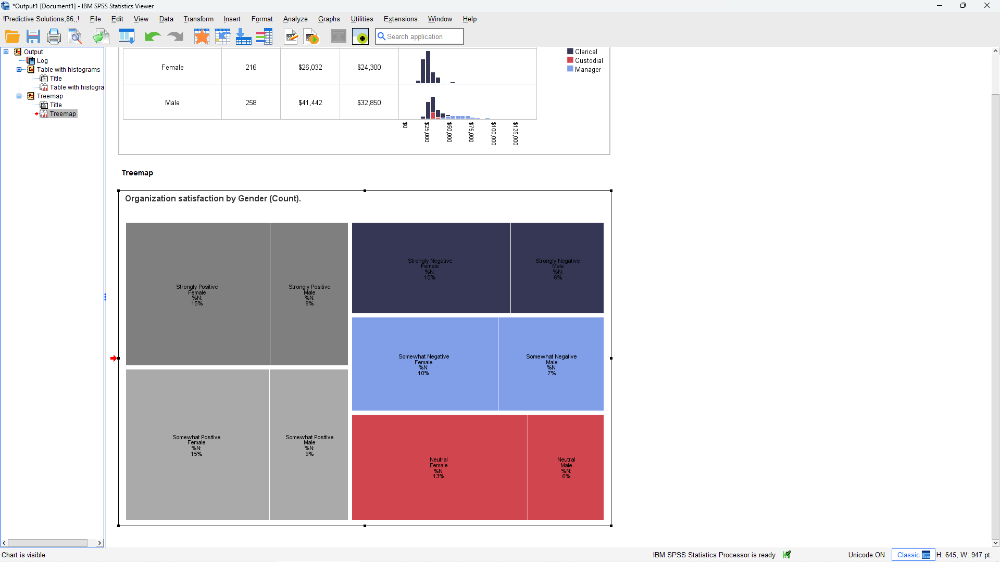 *Output1 [Document1] - IBM SPSS Statistics Viewer
!Predictive Solutions;86;;! File Edit View Data Transform Insert Format Analyze Graphs Utilities Extensions Window Help
Search application
Output
Log
Table with histograms
Title
Table with histogra
Treemap
Title
Treemap
Clerical
Custodial
Manager
Female 216 $26,032 $24,300
Male 258 $41,442 $32,850
$0 $25,000 $50,000 $75,000 $100,000 $125,000
Treemap
Organization satisfaction by Gender (Count).
Strongly Positive
Female
%N:
15%
Strongly Positive
Male
%N:
8%
Strongly Negative
Female
%N:
10%
Strongly Negative
Male
%N:
6%
Somewhat Negative
Female
%N:
10%
Somewhat Negative
Male
%N:
7%
Somewhat Positive
Female
%N:
15%
Somewhat Positive
Male
%N:
9%
Neutral
Female
%N:
13%
Neutral
Male
%N:
6%
Chart is visible
IBM SPSS Statistics Processor is ready
Unicode:ON
Classic
H: 645, W: 947 pt.